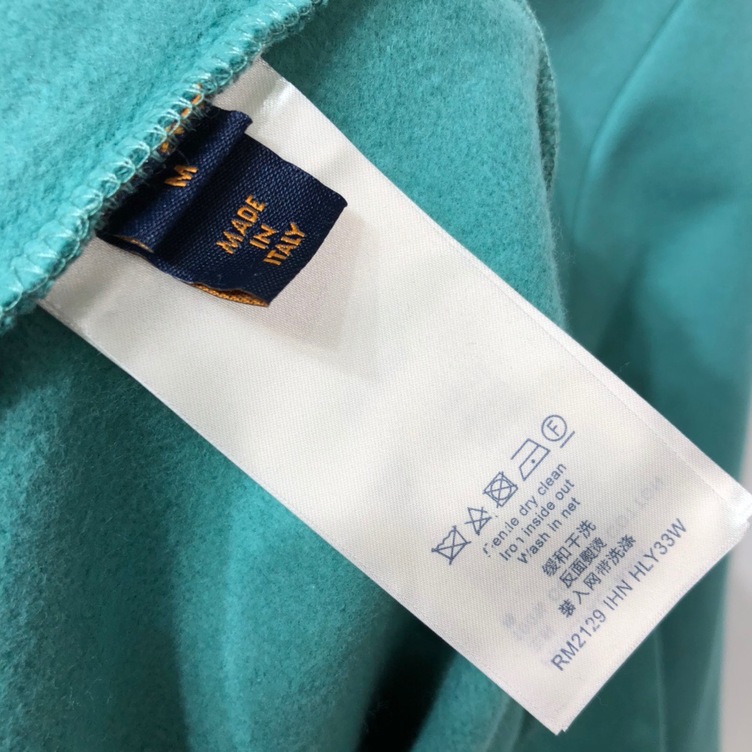 M
MADE
IN
ITALY
F
Gentle dry clean
Iron inside out
Wash in net
缓和干洗
反面熨烫
装入网带洗涤
RM2129 IHN HLY33W